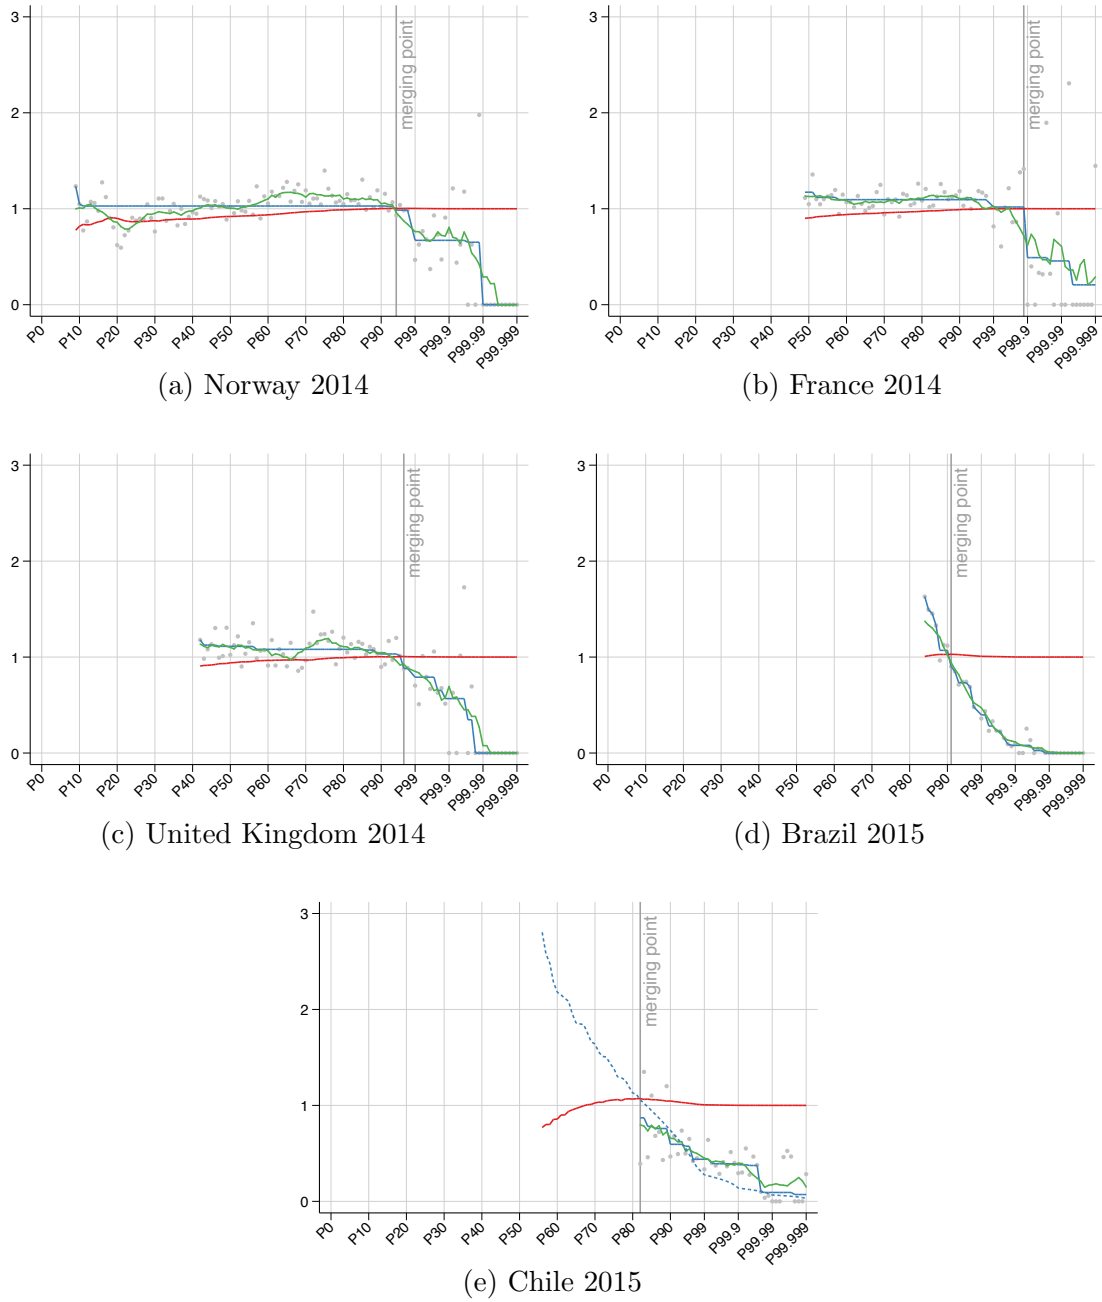 3
2
1
0
merging point
P0
P10
P20
P30
P40
P50
P60
P70
P80
P90
P99
P99.9
P99.99
P99.999
(a) Norway 2014
3
2
1
0
merging point
P0
P10
P20
P30
P40
P50
P60
P70
P80
P90
P99
P99.9
P99.99
P99.999
(b) France 2014
3
2
1
0
merging point
P0
P10
P20
P30
P40
P50
P60
P70
P80
P90
P99
P99.9
P99.99
P99.999
(c) United Kingdom 2014
3
2
1
0
merging point
P0
P10
P20
P30
P40
P50
P60
P70
P80
P90
P99
P99.9
P99.99
P99.999
(d) Brazil 2015
3
2
1
0
merging point
P0
P10
P20
P30
P40
P50
P60
P70
P80
P90
P99
P99.9
P99.99
P99.999
(e) Chile 2015